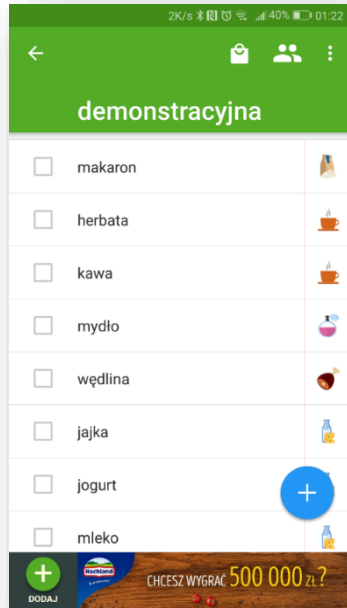 2K/s 40% 01:22
demonstracyjna
makaron
herbata
kawa
mydło
wędlina
jajka
jogurt
mleko
DODAJ
Hochland
CHCESZ WYGRAĆ 500 000 ZŁ?